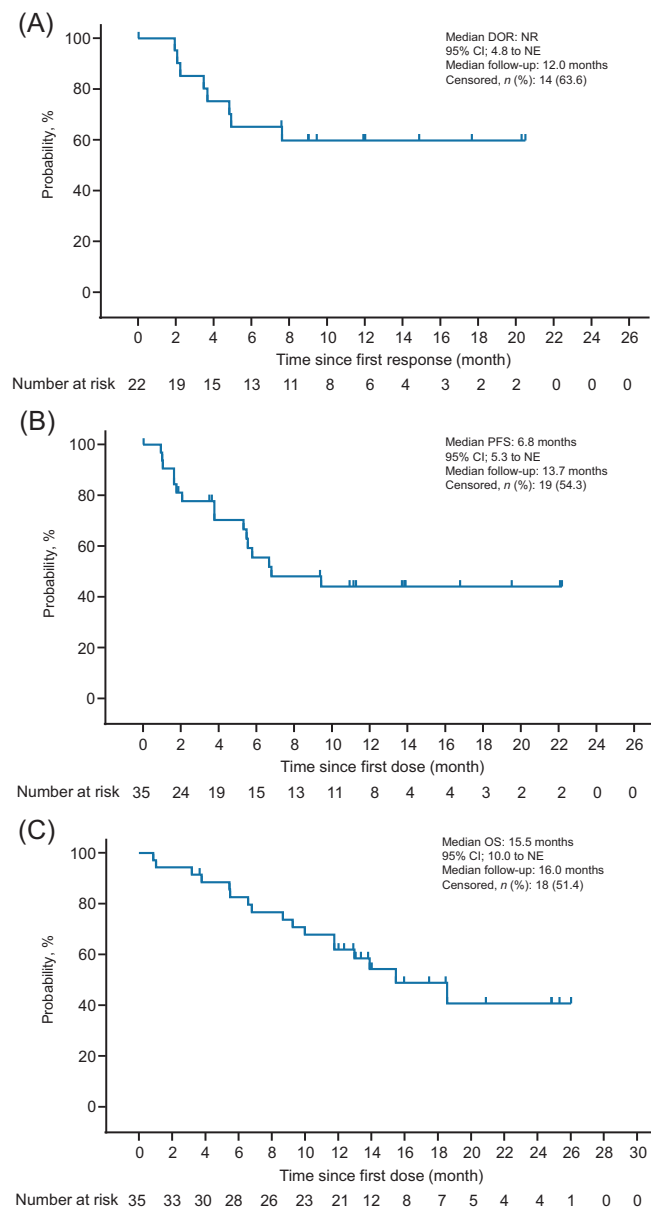 (A)
Median DOR: NR
95% CI; 4.8 to NE
Median follow-up: 12.0 months
Censored, n (%): 14 (63.6)
Probability, %
100
80
60
40
20
0
0 2 4 6 8 10 12 14 16 18 20 22 24 26
Time since first response (month)
Number at risk 22 19 15 13 11 8 6 4 3 2 2 0 0 0
(B)
Median PFS: 6.8 months
95% CI; 5.3 to NE
Median follow-up: 13.7 months
Censored, n (%): 19 (54.3)
Probability, %
100
80
60
40
20
0
0 2 4 6 8 10 12 14 16 18 20 22 24 26
Time since first dose (month)
Number at risk 35 24 19 15 13 11 8 4 4 3 2 2 0 0
(C)
Median OS: 15.5 months
95% CI; 10.0 to NE
Median follow-up: 16.0 months
Censored, n (%): 18 (51.4)
Probability, %
100
80
60
40
20
0
0 2 4 6 8 10 12 14 16 18 20 22 24 26 28 30
Time since first dose (month)
Number at risk 35 33 30 28 26 23 21 12 8 7 5 4 4 1 0 0